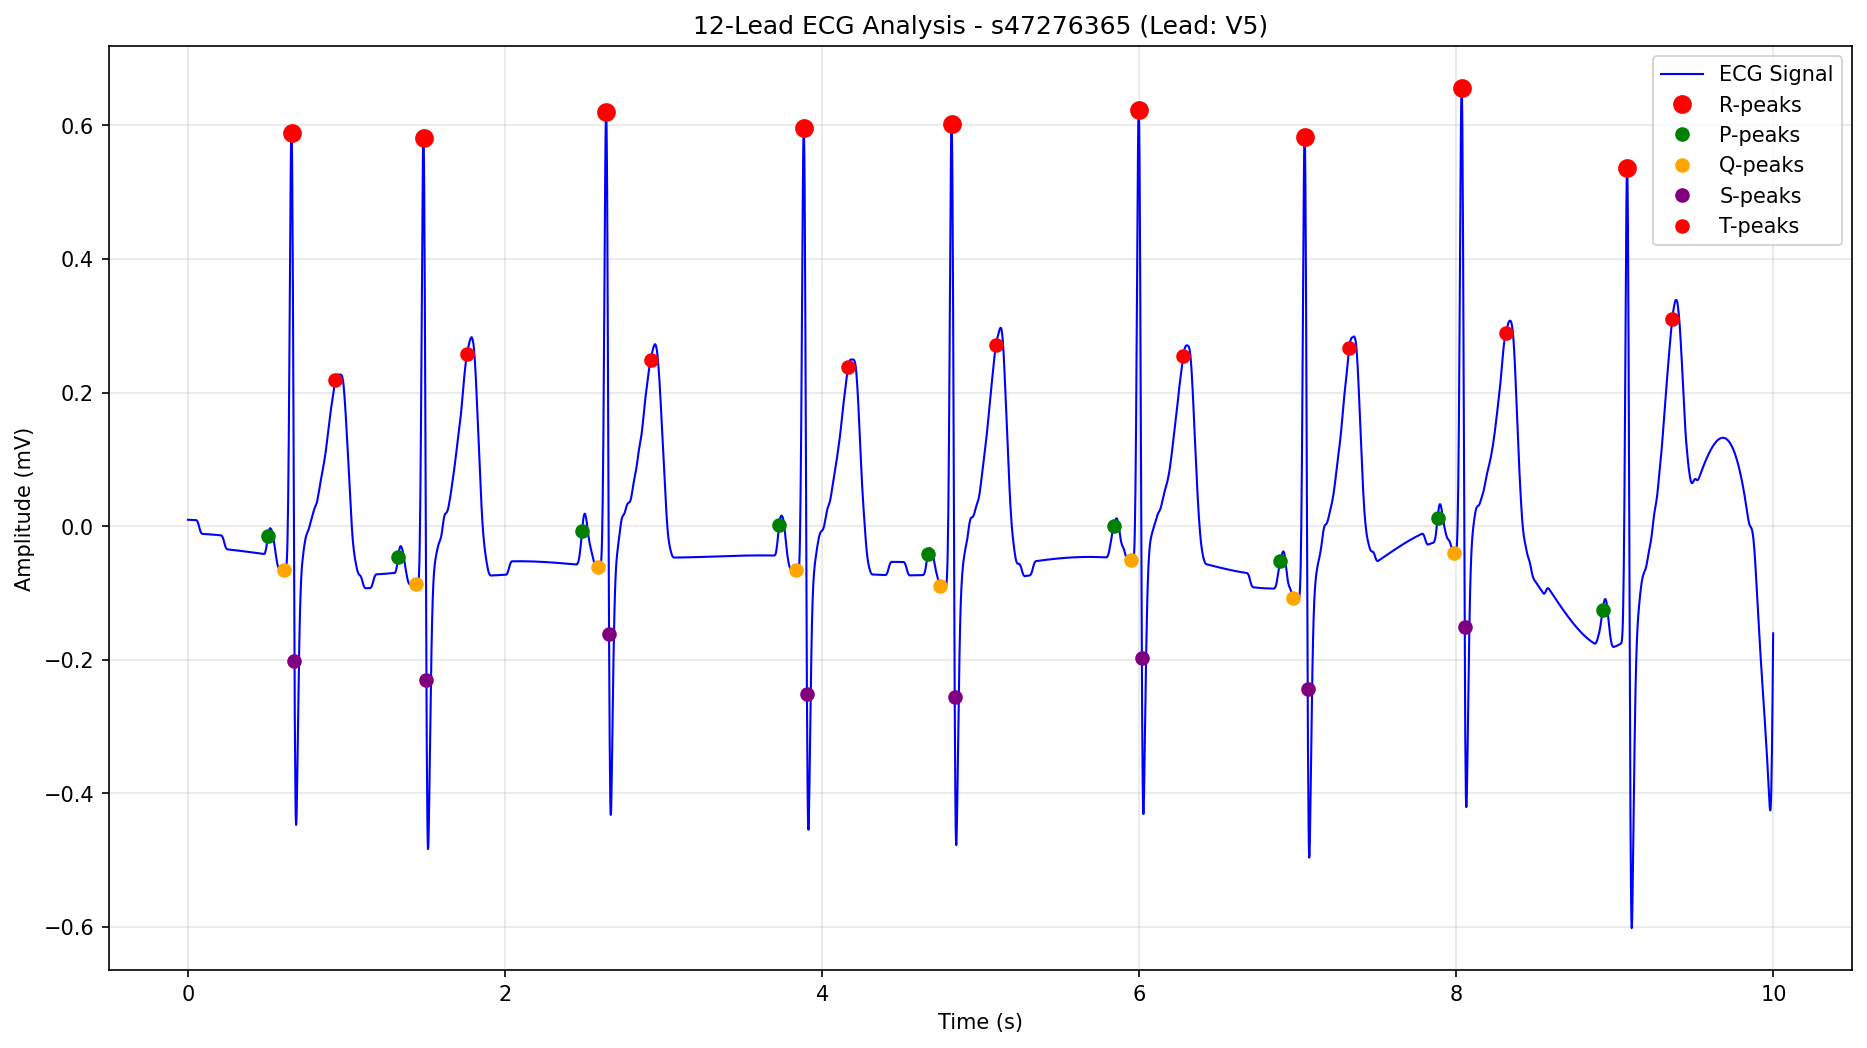 12-Lead ECG Analysis - s47276365 (Lead: V5)
ECG Signal
R-peaks
P-peaks
Q-peaks
S-peaks
T-peaks
Amplitude (mV)
0.6
0.4
0.2
0.0
−0.2
−0.4
−0.6
0 2 4 6 8 10
Time (s)